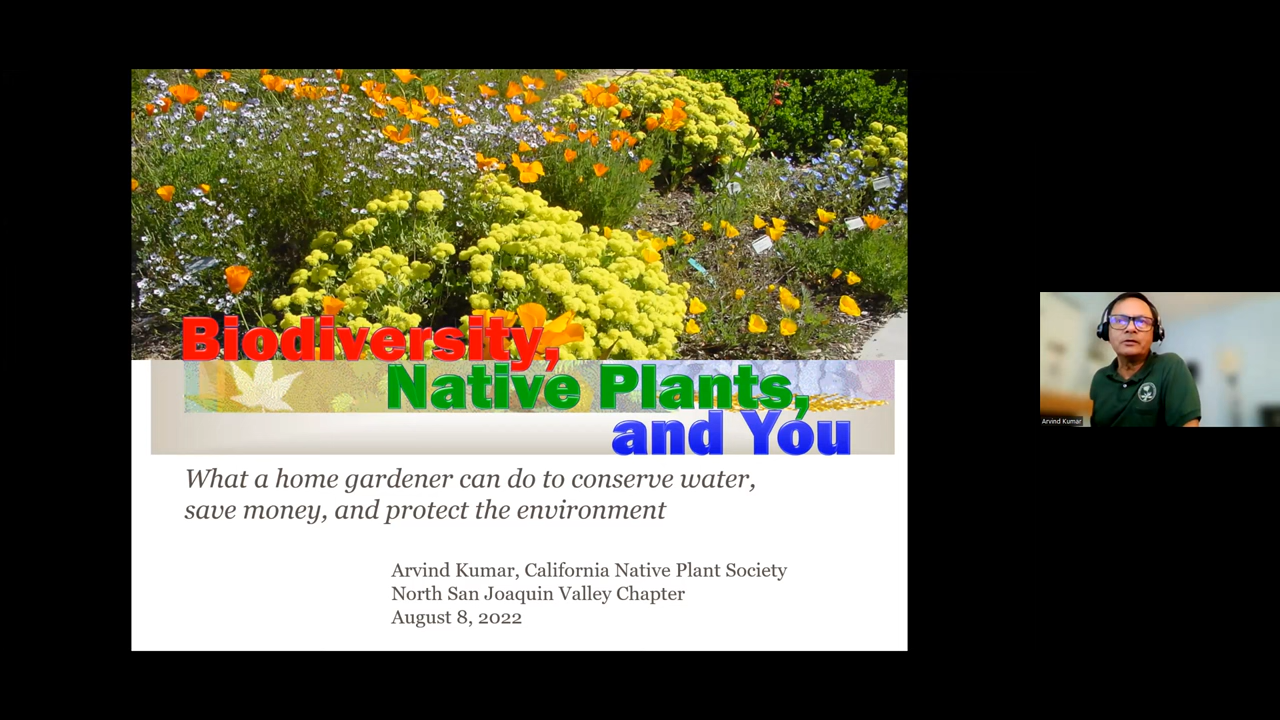 Biodiversity,
Native Plants,
and You
What a home gardener can do to conserve water,
save money, and protect the environment
Arvind Kumar, California Native Plant Society
North San Joaquin Valley Chapter
August 8, 2022
Arvind Kumar